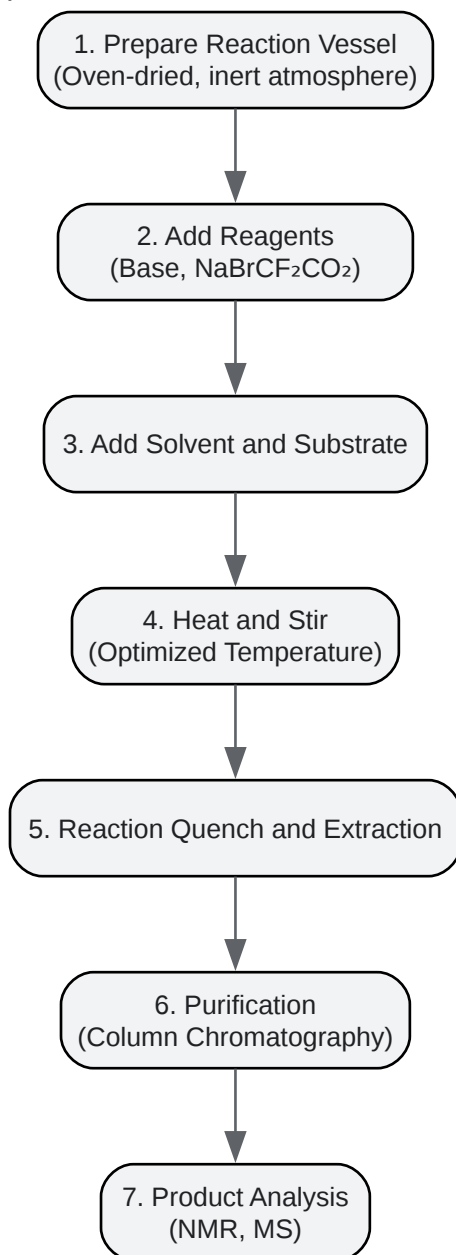 1. Prepare Reaction Vessel
(Oven-dried, inert atmosphere)
2. Add Reagents
(Base, NaBrCF₂CO₂)
3. Add Solvent and Substrate
4. Heat and Stir
(Optimized Temperature)
5. Reaction Quench and Extraction
6. Purification
(Column Chromatography)
7. Product Analysis
(NMR, MS)